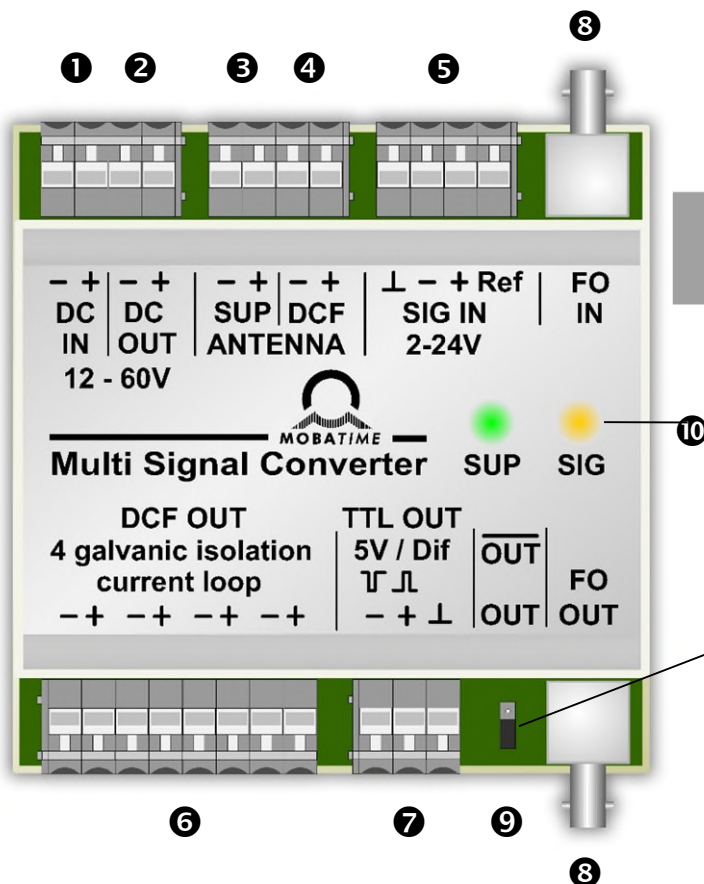 ❶ ❷ ❸ ❹ ❺ ❽
– + – + – + – + ⊥ – + Ref FO
DC DC SUP DCF SIG IN IN
IN OUT ANTENNA 2-24V
12 - 60V
MOBATIME
❿
Multi Signal Converter SUP SIG
DCF OUT TTL OUT
4 galvanic isolation 5V / Dif OUT
current loop FO
– + – + – + – + – + ⊥ OUT OUT
❻ ❼ ❾
❽